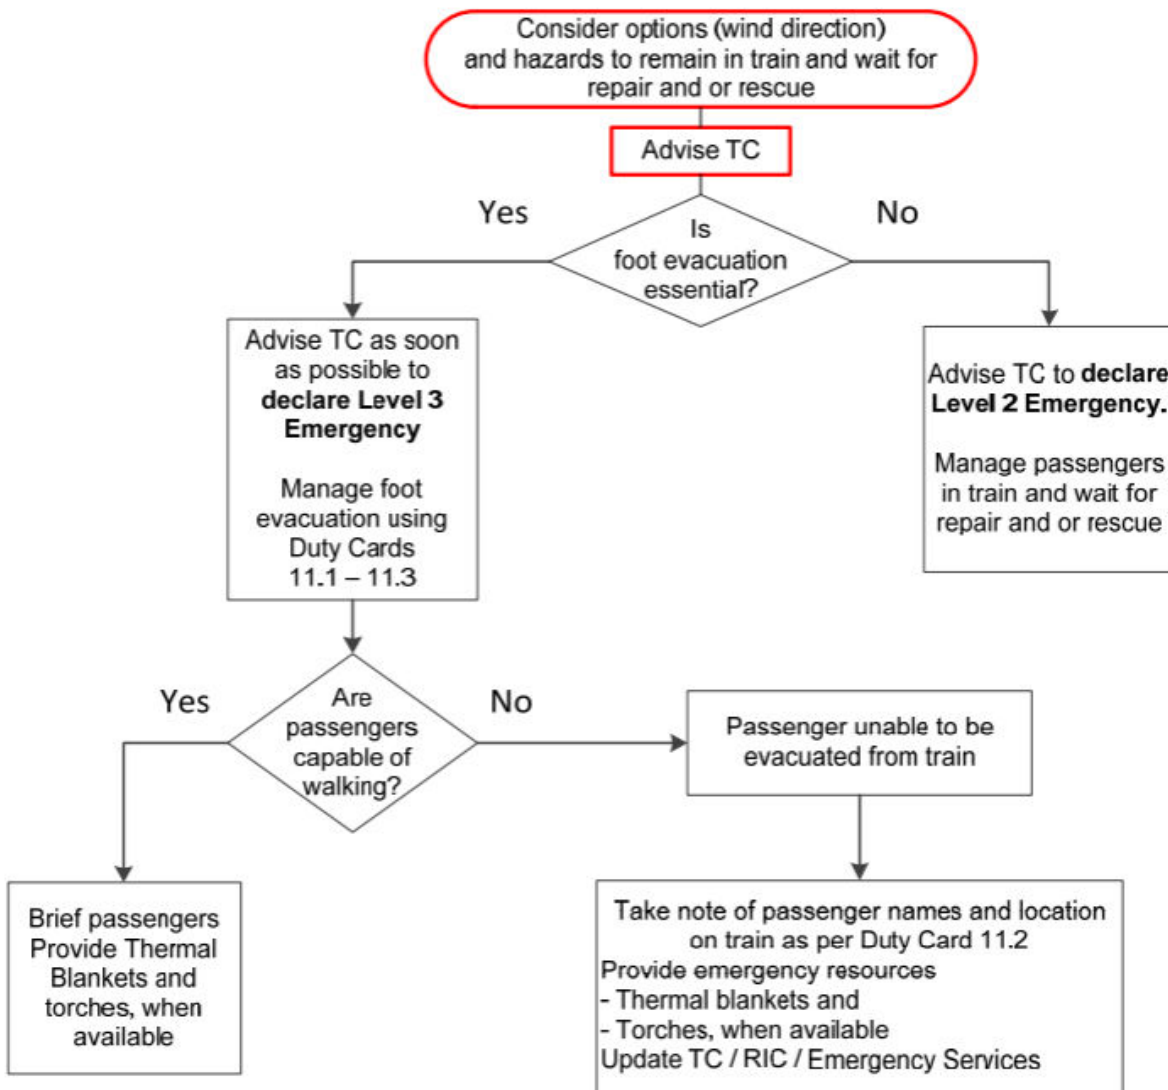 Consider options (wind direction)
and hazards to remain in train and wait for
repair and or rescue
Advise TC
Yes
No
Is
foot evacuation
essential?
Advise TC as soon
as possible to
declare Level 3
Emergency
Manage foot
evacuation using
Duty Cards
11.1 – 11.3
Advise TC to declare
Level 2 Emergency.
Manage passengers
in train and wait for
repair and or rescue
Yes
No
Are
passengers
capable of
walking?
Passenger unable to be
evacuated from train
Brief passengers
Provide Thermal
Blankets and
torches, when
available
Take note of passenger names and location
on train as per Duty Card 11.2
Provide emergency resources
- Thermal blankets and
- Torches, when available
Update TC / RIC / Emergency Services